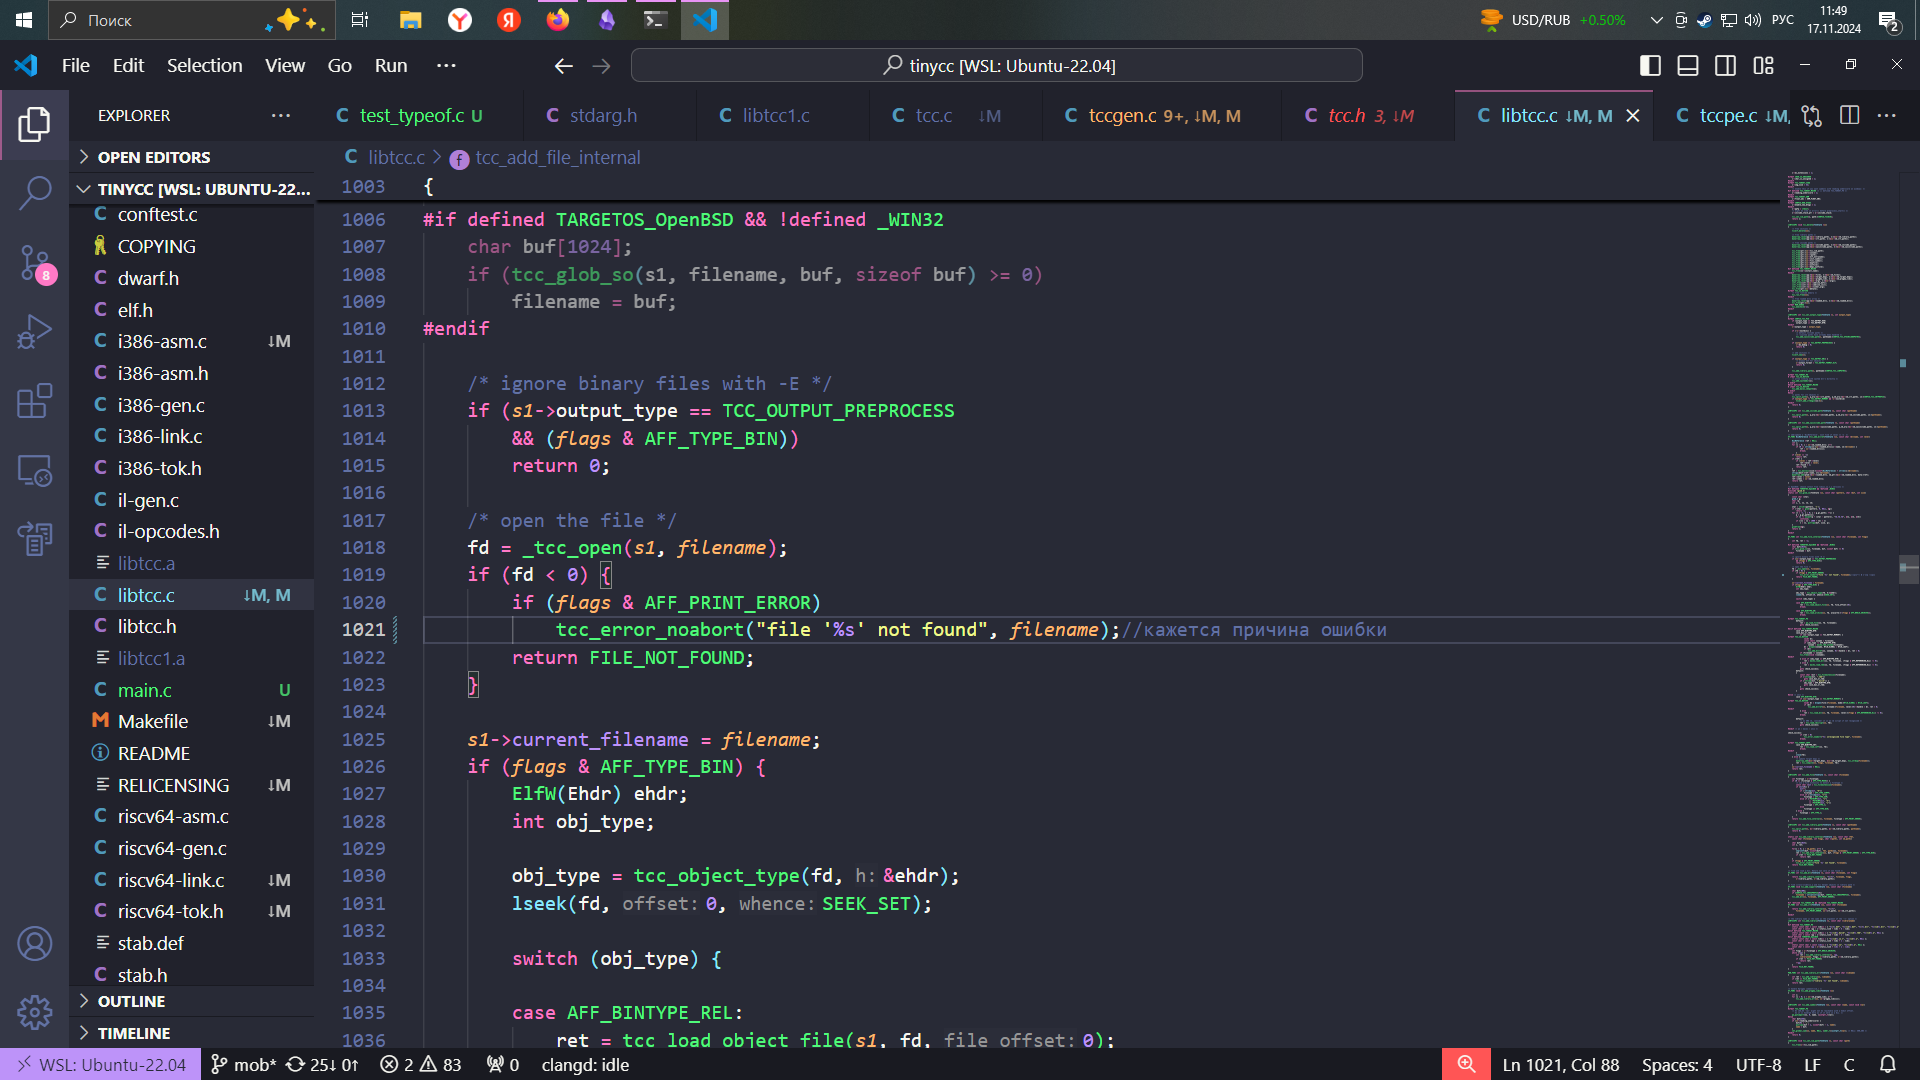 Поиск
USD/RUB +0.50%
РУС
11:49
17.11.2024
2
File Edit Selection View Go Run ···
tinycc [WSL: Ubuntu-22.04]
EXPLORER
test_typeof.c U
stdarg.h
libtcc1.c
tcc.c ↓M
tccgen.c 9+, ↓M, M
tcc.h 3, ↓M
libtcc.c ↓M, M
tccpe.c ↓M,
OPEN EDITORS
TINYCC [WSL: UBUNTU-22...
conftest.c
COPYING
dwarf.h
elf.h
i386-asm.c ↓M
i386-asm.h
i386-gen.c
i386-link.c
i386-tok.h
il-gen.c
il-opcodes.h
libtcc.a
libtcc.c ↓M, M
libtcc.h
libtcc1.a
main.c U
Makefile ↓M
README
RELICENSING ↓M
riscv64-asm.c
riscv64-gen.c
riscv64-link.c ↓M
riscv64-tok.h ↓M
stab.def
stab.h
OUTLINE
TIMELINE
8
libtcc.c > tcc_add_file_internal
1003 {
1006 #if defined TARGETOS_OpenBSD && !defined _WIN32
1007 char buf[1024];
1008 if (tcc_glob_so(s1, filename, buf, sizeof buf) >= 0)
1009 filename = buf;
1010 #endif
1011
1012 /* ignore binary files with -E */
1013 if (s1->output_type == TCC_OUTPUT_PREPROCESS
1014 && (flags & AFF_TYPE_BIN))
1015 return 0;
1016
1017 /* open the file */
1018 fd = _tcc_open(s1, filename);
1019 if (fd < 0) {
1020 if (flags & AFF_PRINT_ERROR)
1021 tcc_error_noabort("file '%s' not found", filename);//кажется причина ошибки
1022 return FILE_NOT_FOUND;
1023 }
1024
1025 s1->current_filename = filename;
1026 if (flags & AFF_TYPE_BIN) {
1027 ElfW(Ehdr) ehdr;
1028 int obj_type;
1029
1030 obj_type = tcc_object_type(fd, h: &ehdr);
1031 lseek(fd, offset: 0, whence: SEEK_SET);
1032
1033 switch (obj_type) {
1034
1035 case AFF_BINTYPE_REL:
1036 ret = tcc_load_object_file(s1, fd, file_offset: 0);
WSL: Ubuntu-22.04 mob* 25↓ 0↑ 2 83 0 clangd: idle
Ln 1021, Col 88 Spaces: 4 UTF-8 LF C